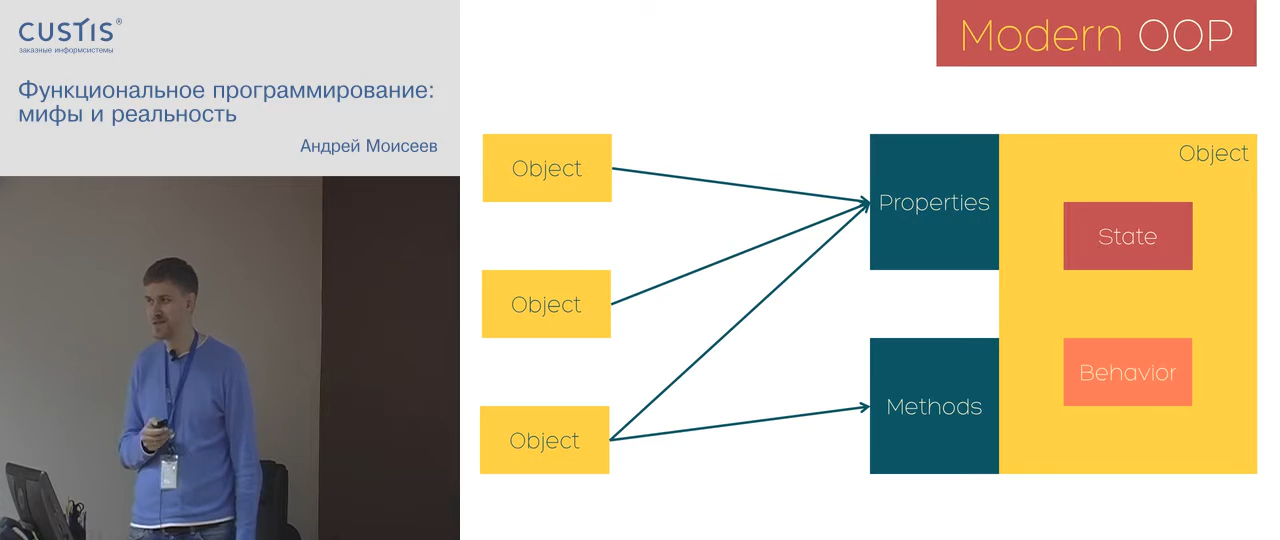 CUSTIS®
заказные информсистемы
Функциональное программирование:
мифы и реальность
Андрей Моисеев
Modern OOP
Object
Object
Object
Properties
Methods
Object
State
Behavior